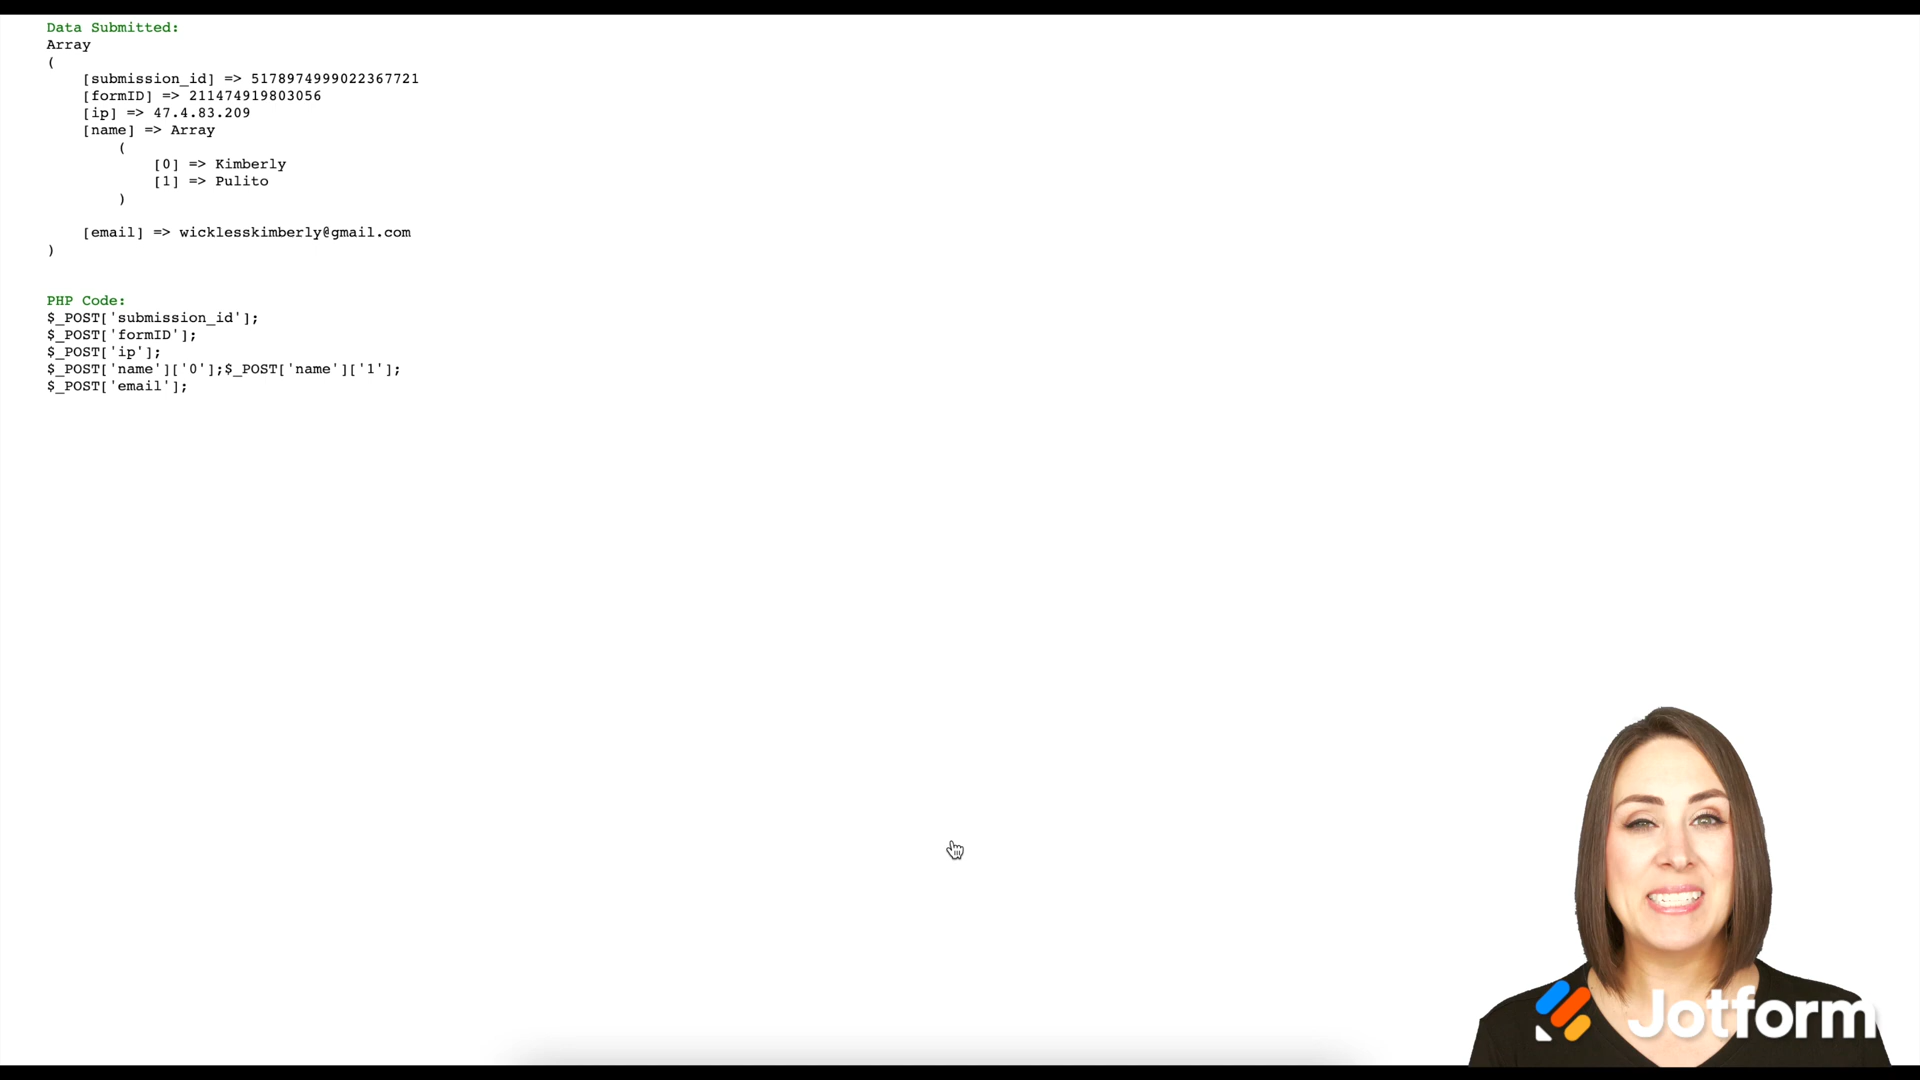 Data Submitted:
Array
(
[submission_id] => 5178974999022367721
[formID] => 211474919803056
[ip] => 47.4.83.209
[name] => Array
(
[0] => Kimberly
[1] => Pulito
)
[email] => wicklesskimberly@gmail.com
)
PHP Code:
$_POST['submission_id'];
$_POST['formID'];
$_POST['ip'];
$_POST['name']['0'];$_POST['name']['1'];
$_POST['email'];
Jotform